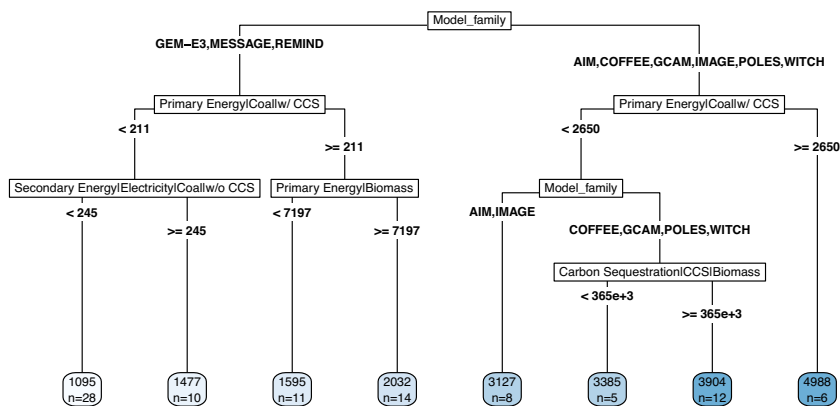 Model_family
GEM−E3,MESSAGE,REMIND
AIM,COFFEE,GCAM,IMAGE,POLES,WITCH
Primary Energy|Coal|w/ CCS
Primary Energy|Coal|w/ CCS
< 211
>= 211
< 2650
>= 2650
Secondary Energy|Electricity|Coal|w/o CCS
Primary Energy|Biomass
Model_family
< 245
>= 245
< 7197
>= 7197
AIM,IMAGE
COFFEE,GCAM,POLES,WITCH
Carbon Sequestration|CCS|Biomass
< 365e+3
>= 365e+3
1095
n=28
1477
n=10
1595
n=11
2032
n=14
3127
n=8
3385
n=5
3904
n=12
4988
n=6